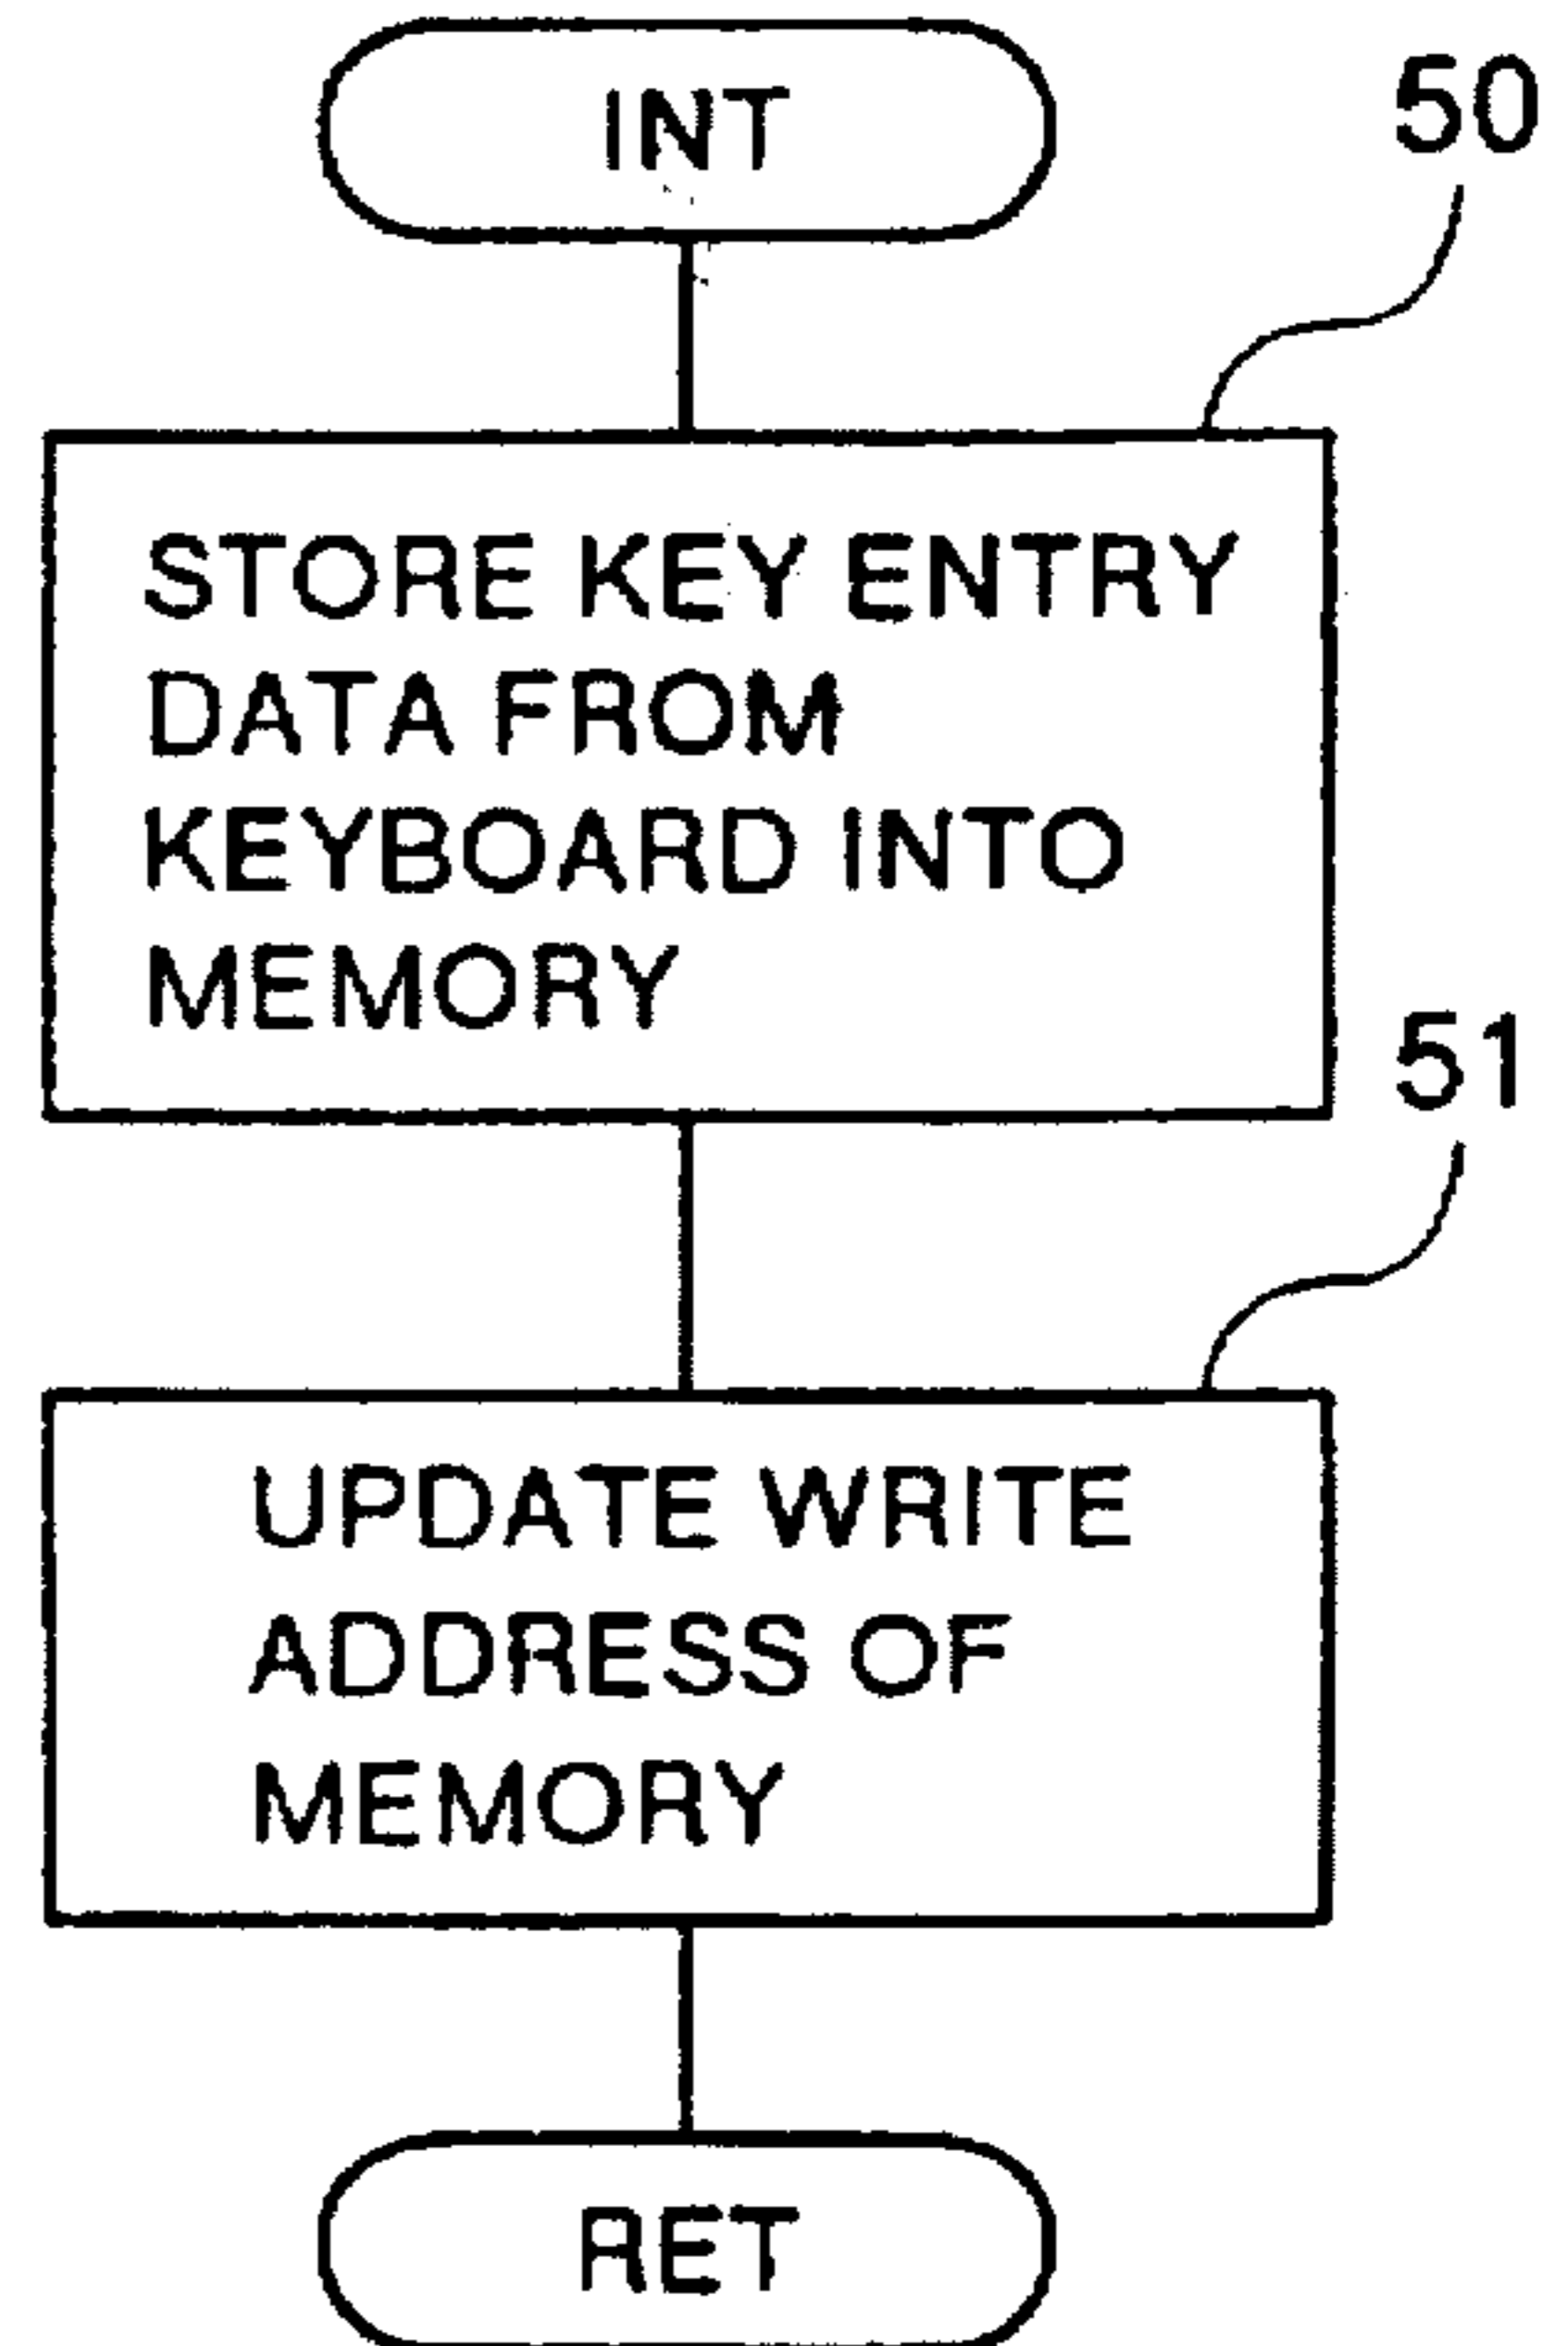 INT
50
STORE KEY ENTRY
DATA FROM
KEYBOARD INTO
MEMORY
51
UPDATE WRITE
ADDRESS OF
MEMORY
RET